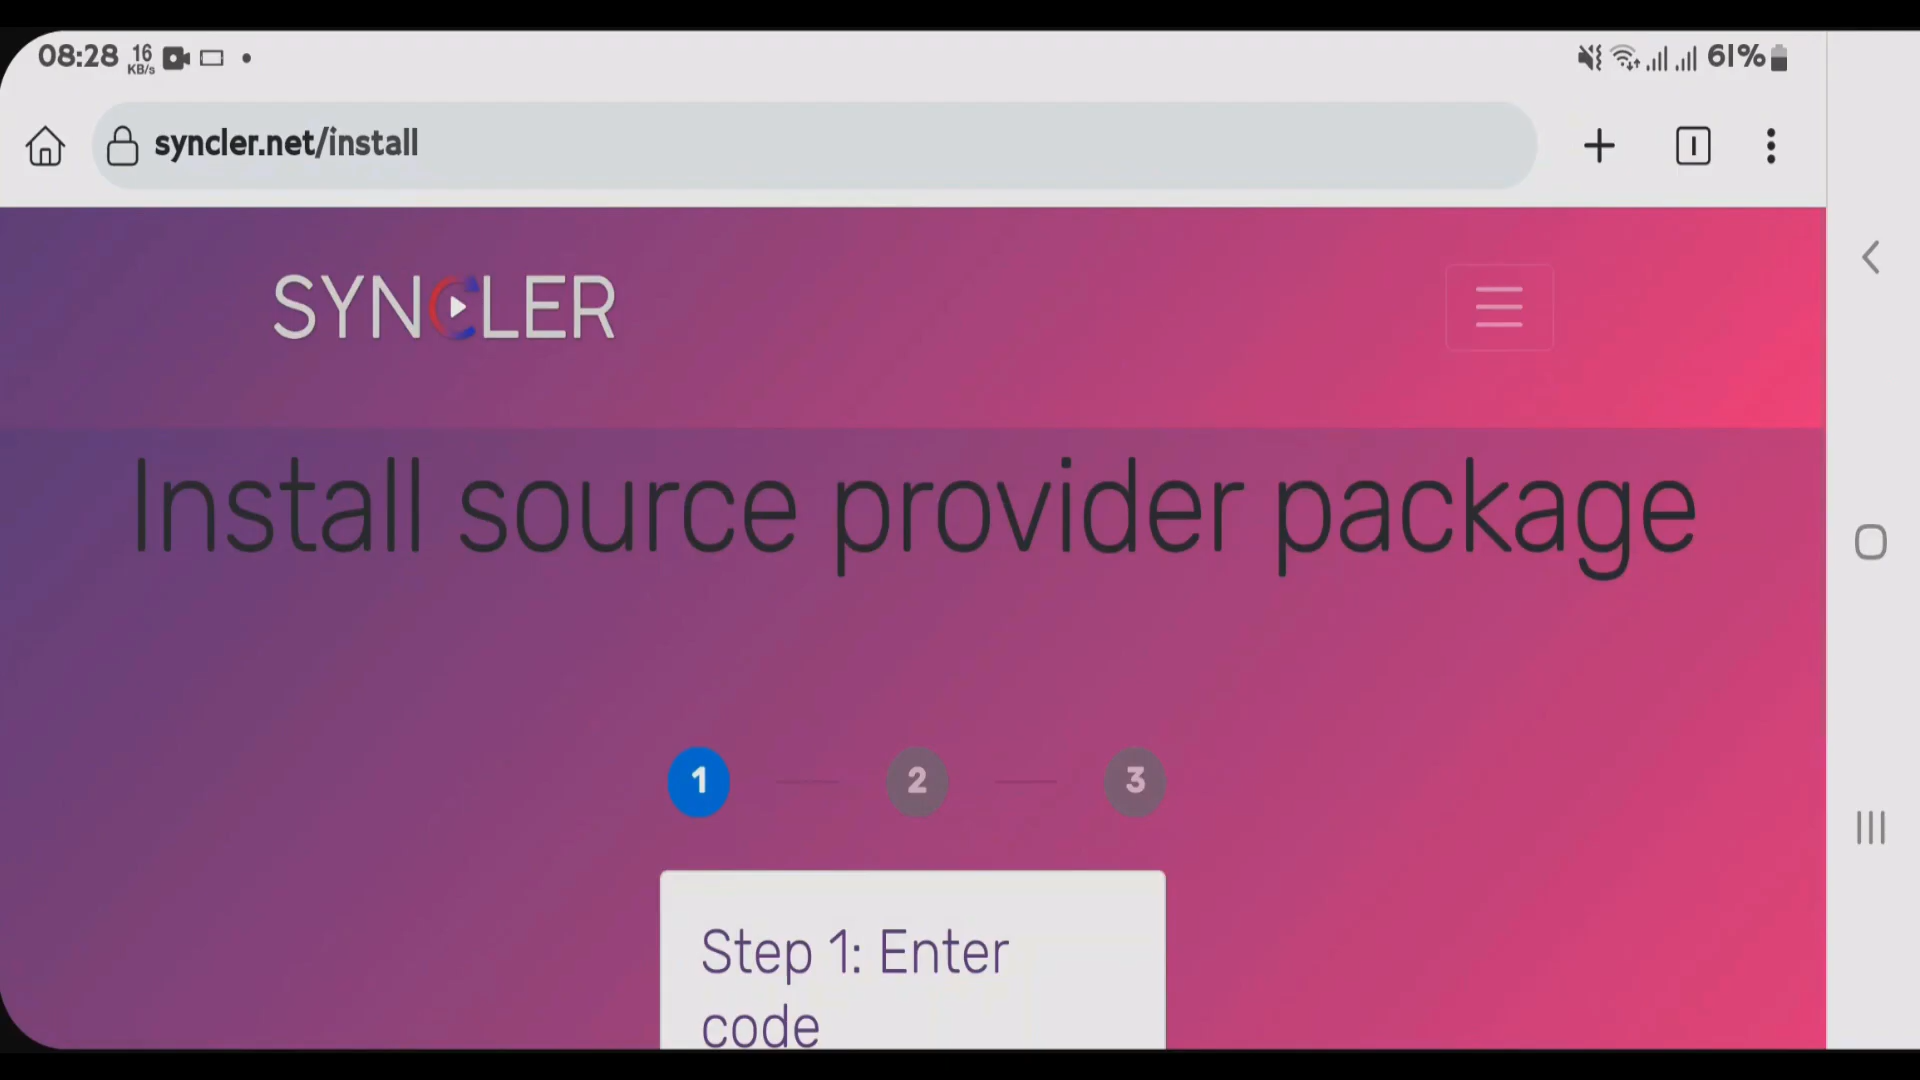 08:28 16 KB/s 61%
syncler.net/install
SYNCLER
Install source provider package
1 2 3
Step 1: Enter
code